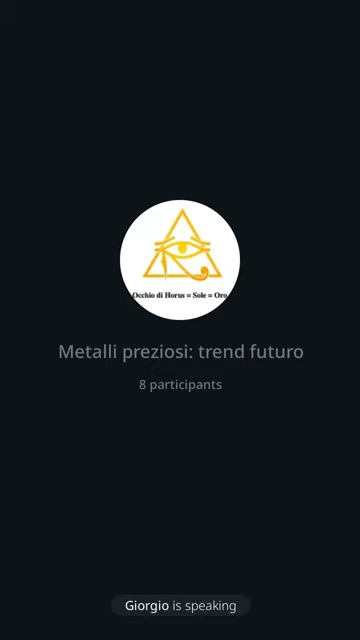 Occhio di Horus = Sole = Oro
Metalli preziosi: trend futuro
8 participants
Giorgio is speaking